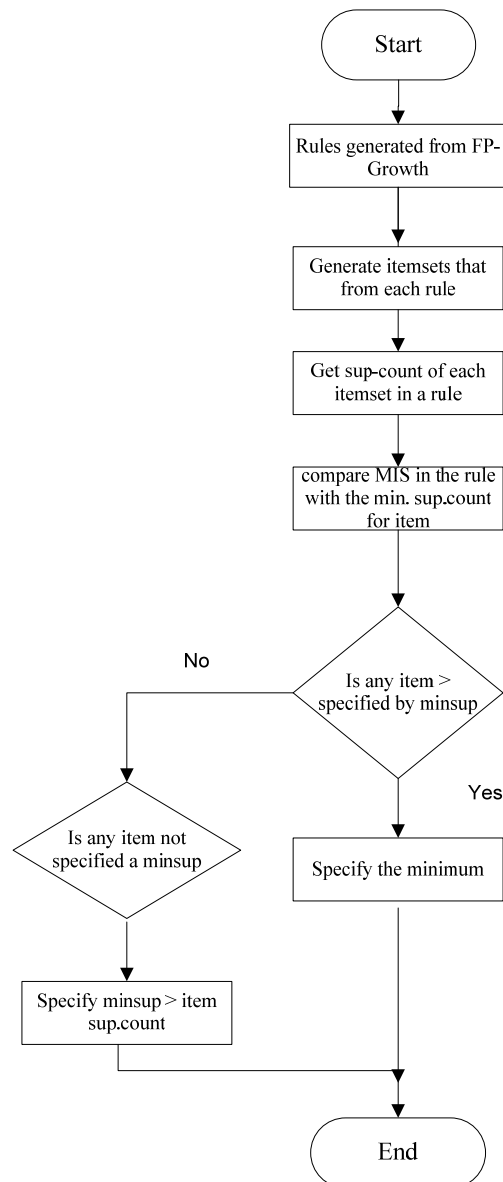 Start
Rules generated from FP-
Growth
Generate itemsets that
from each rule
Get sup-count of each
itemset in a rule
compare MIS in the rule
with the min. sup.count
for item
No
Is any item >
specified by minsup
Yes
Is any item not
specified a minsup
Specify the minimum
Specify minsup > item
sup.count
End